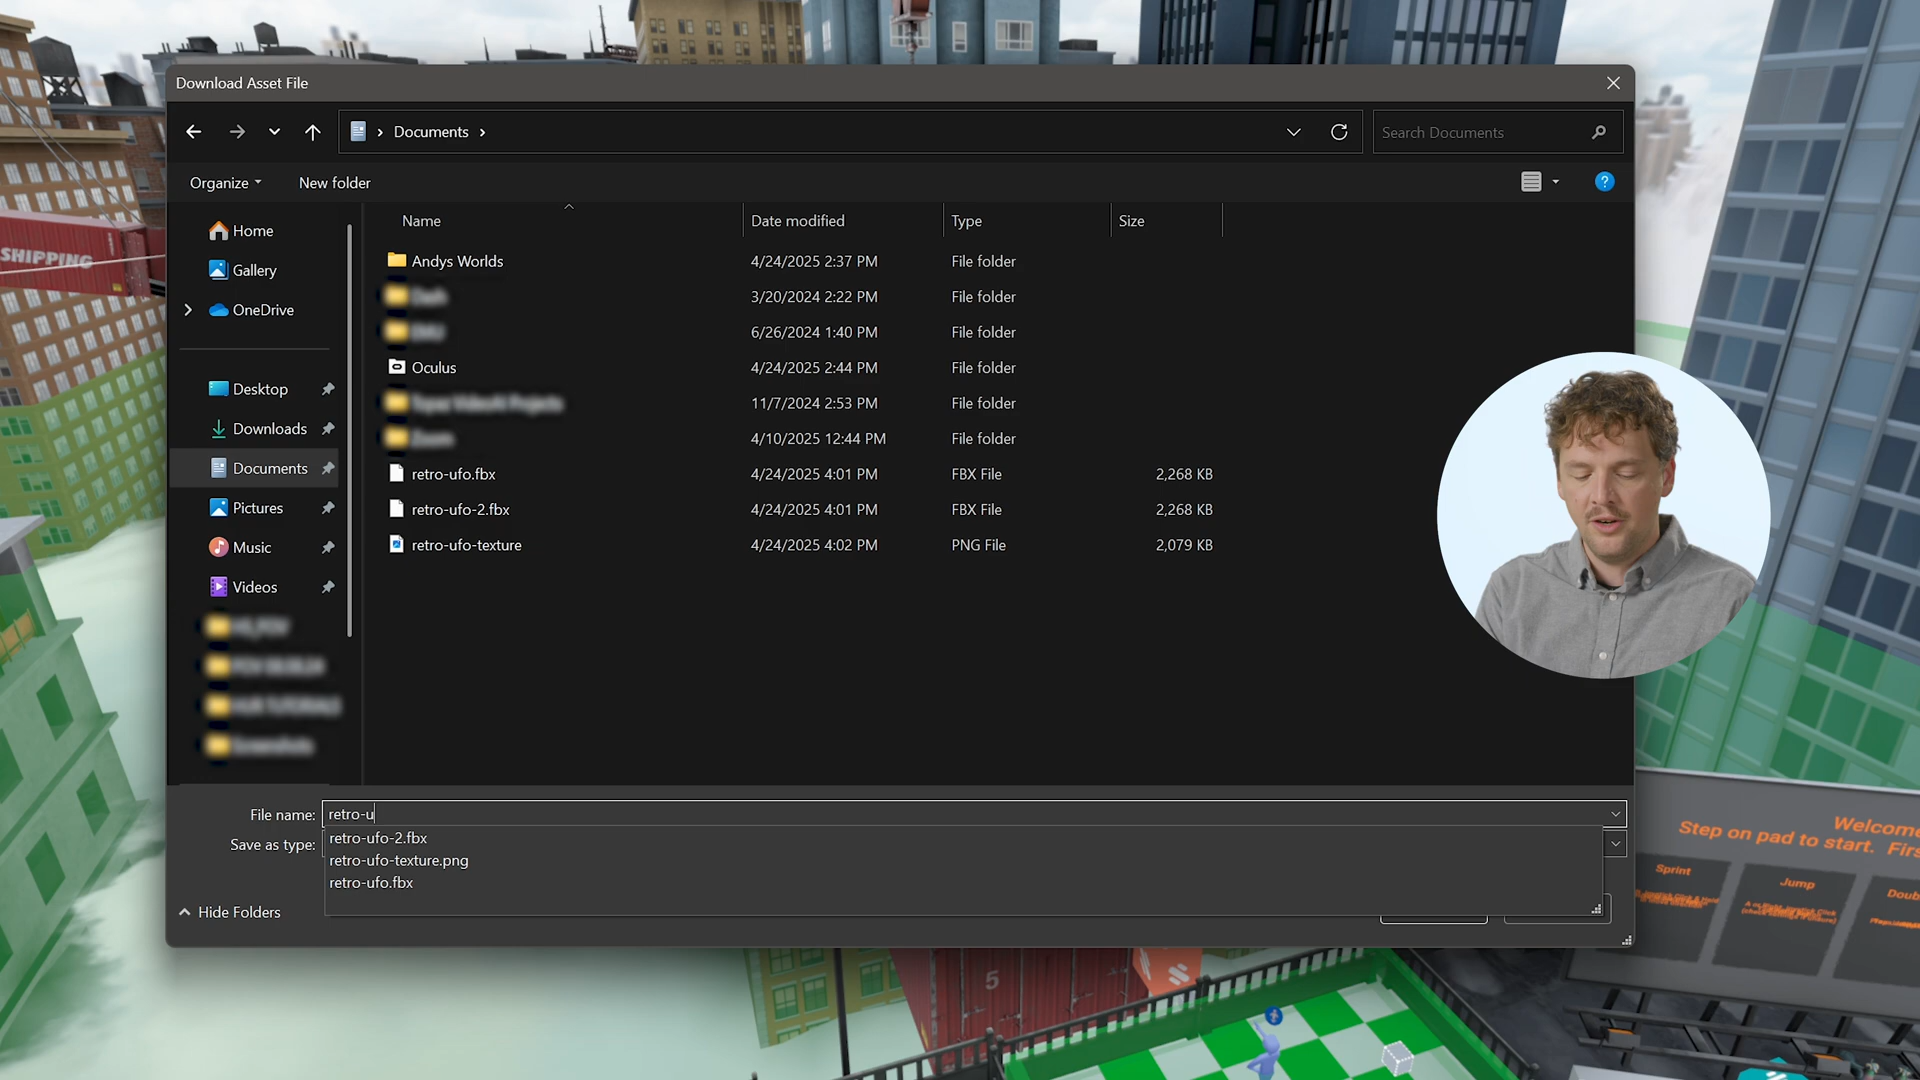 Download Asset File
Documents
Search Documents
Organize
New folder
Name
Date modified
Type
Size
Home
Gallery
OneDrive
Desktop
Downloads
Documents
Pictures
Music
Videos
Andys Worlds 4/24/2025 2:37 PM File folder
3/20/2024 2:22 PM File folder
6/26/2024 1:40 PM File folder
Oculus 4/24/2025 2:44 PM File folder
11/7/2024 2:53 PM File folder
4/10/2025 12:44 PM File folder
retro-ufo.fbx 4/24/2025 4:01 PM FBX File 2,268 KB
retro-ufo-2.fbx 4/24/2025 4:01 PM FBX File 2,268 KB
retro-ufo-texture 4/24/2025 4:02 PM PNG File 2,079 KB
File name: retro-u
Save as type:
retro-ufo-2.fbx
retro-ufo-texture.png
retro-ufo.fbx
Hide Folders
SHIPPING
5
Welcome
Step on pad to start.
Sprint
Jump